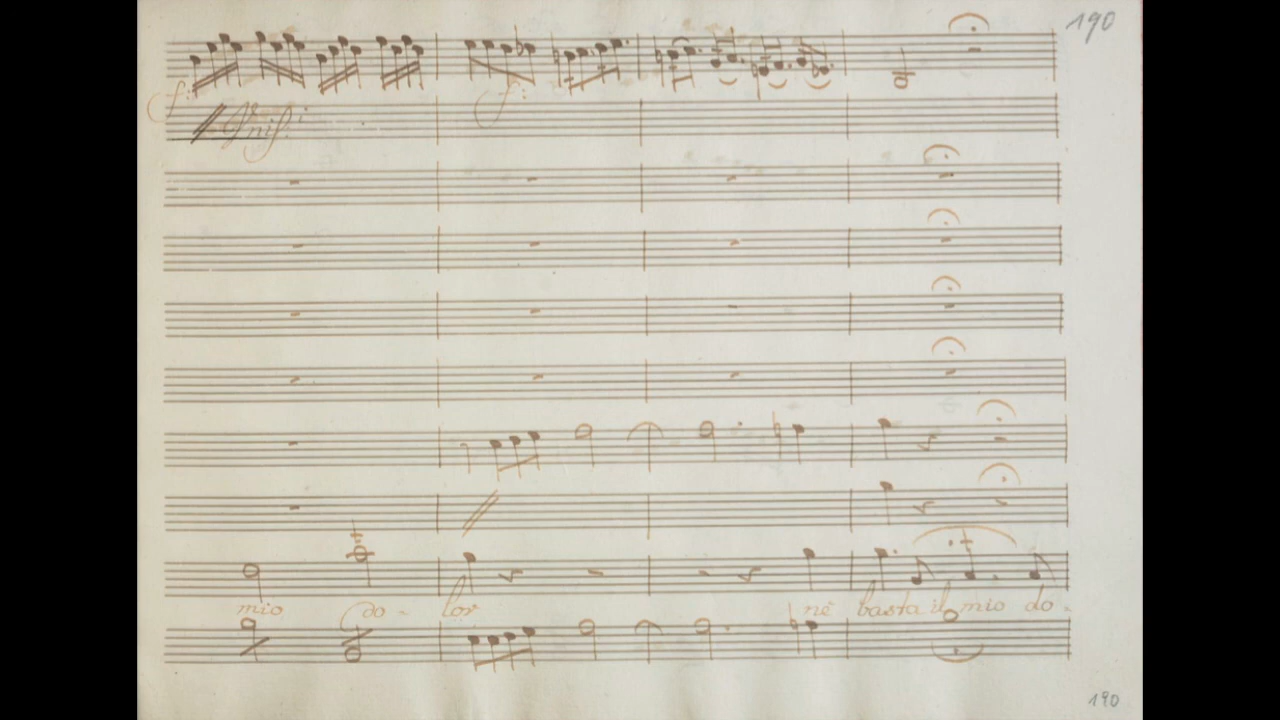 190
f: f:
Unis:i
mio do - lor nè basta il mio do -
190